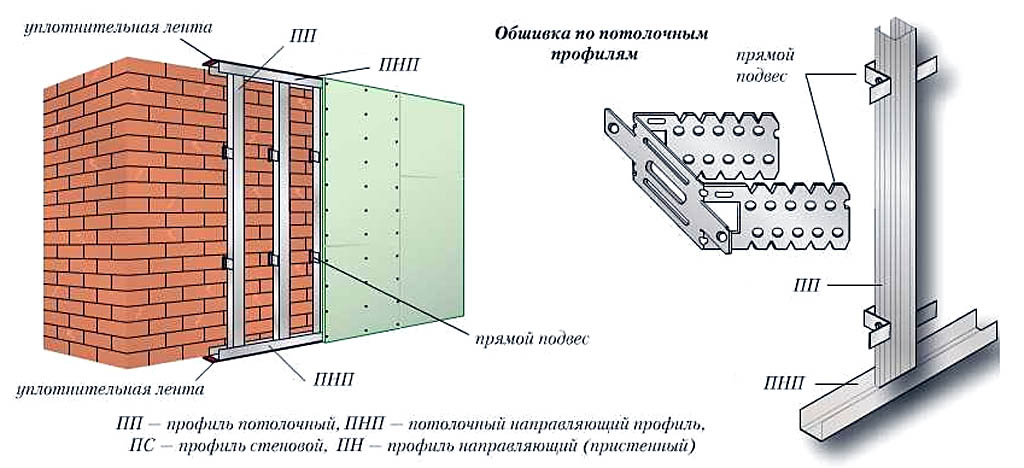 уплотнительная лента
ПП
ПНП
прямой подвес
ПНП
уплотнительная лента
Обшивка по потолочным
профилям
прямой
подвес
ПП
ПНП
ПП — профиль потолочный, ПНП — потолочный направляющий профиль,
ПС — профиль стеновой, ПН — профиль направляющий (пристенный)